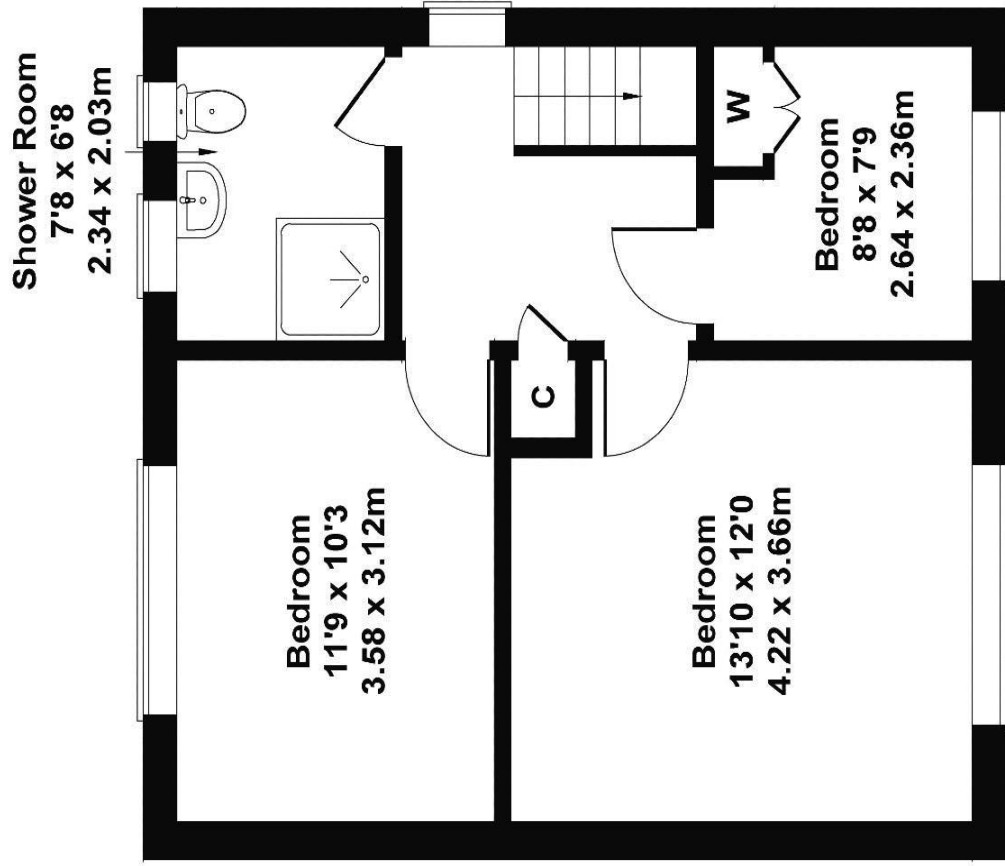 Shower Room
7'8 x 6'8
2.34 x 2.03m
W
Bedroom
8'8 x 7'9
2.64 x 2.36m
C
Bedroom
11'9 x 10'3
3.58 x 3.12m
Bedroom
13'10 x 12'0
4.22 x 3.66m